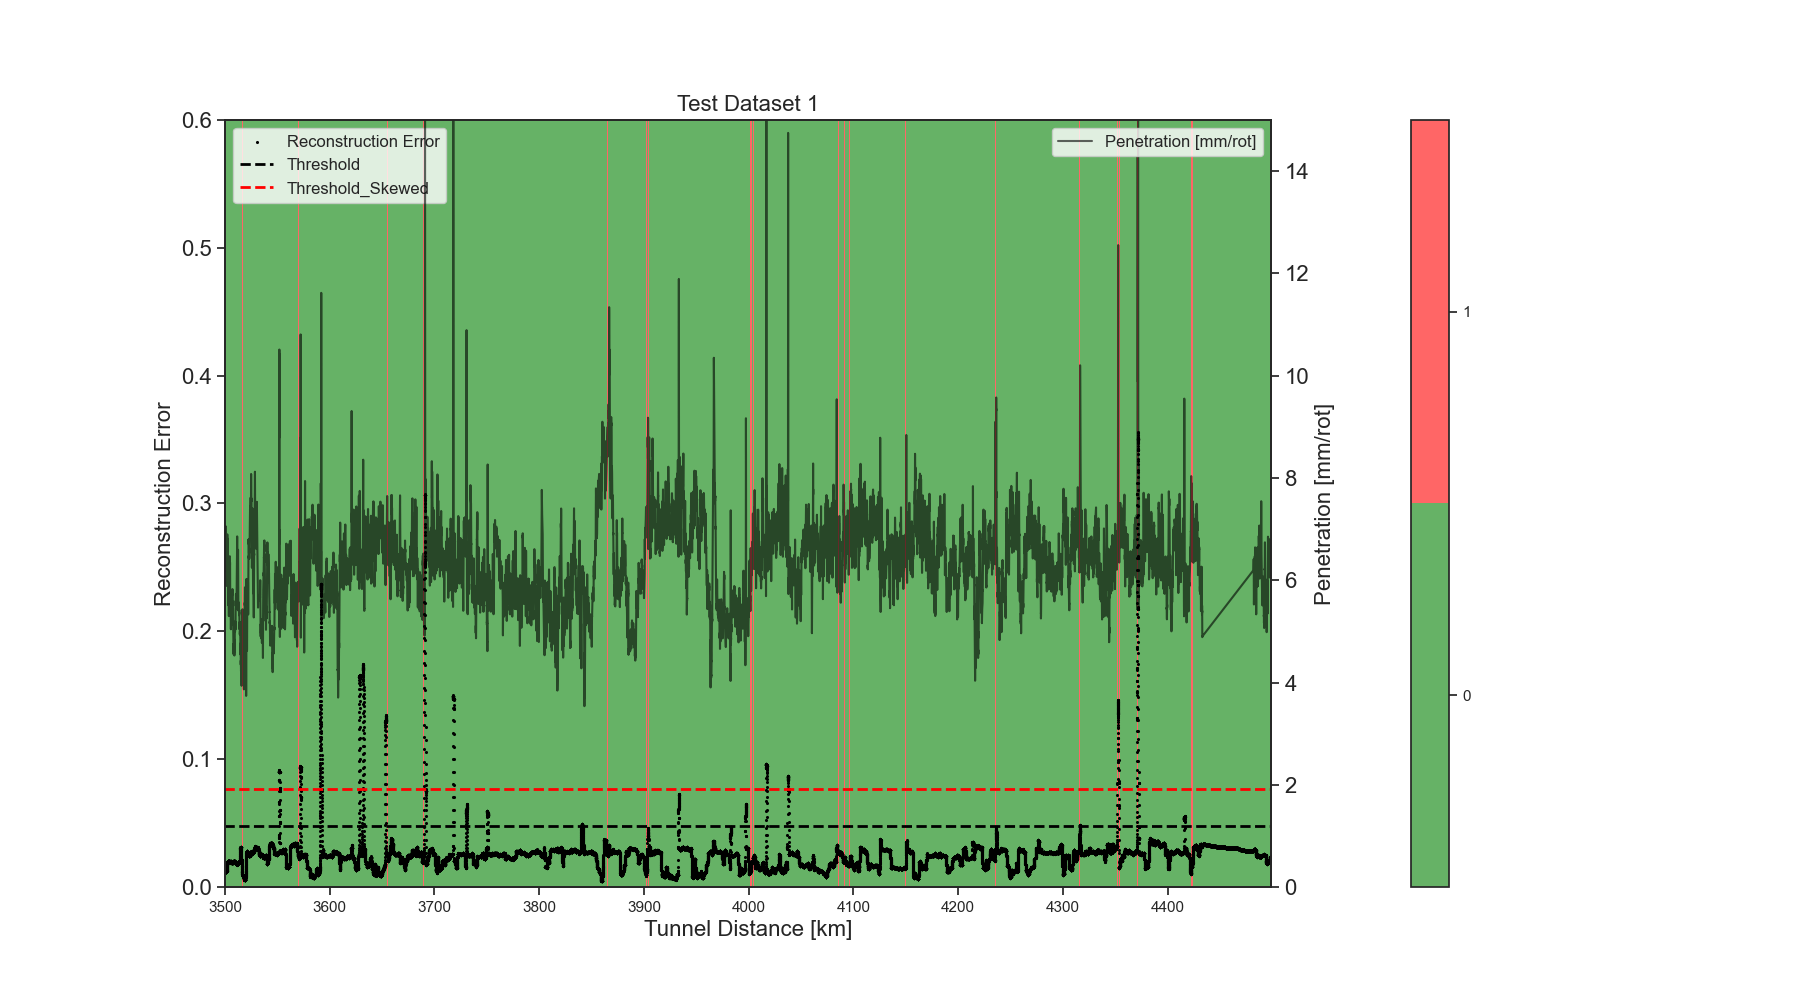 Test Dataset 1
Reconstruction Error
Threshold
Threshold_Skewed
Penetration [mm/rot]
0.6
0.5
0.4
0.3
0.2
0.1
0.0
Reconstruction Error
14
12
10
8
6
4
2
0
Penetration [mm/rot]
1
0
3500 3600 3700 3800 3900 4000 4100 4200 4300 4400
Tunnel Distance [km]